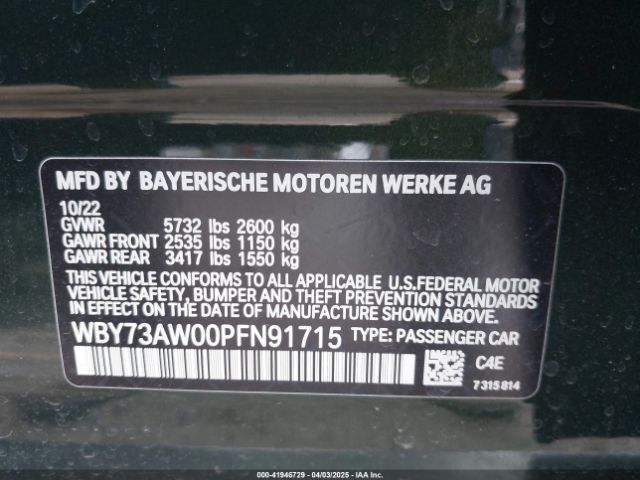 MFD BY BAYERISCHE MOTOREN WERKE AG
10/22
GVWR 5732 lbs 2600 kg
GAWR FRONT 2535 lbs 1150 kg
GAWR REAR 3417 lbs 1550 kg
THIS VEHICLE CONFORMS TO ALL APPLICABLE U.S.FEDERAL MOTOR
VEHICLE SAFETY, BUMPER AND THEFT PREVENTION STANDARDS
IN EFFECT ON THE DATE OF MANUFACTURE SHOWN ABOVE.
WBY73AW00PFN91715 TYPE: PASSENGER CAR
C4E
7 315 814
000-41946729 - 04/03/2025 - IAA Inc.